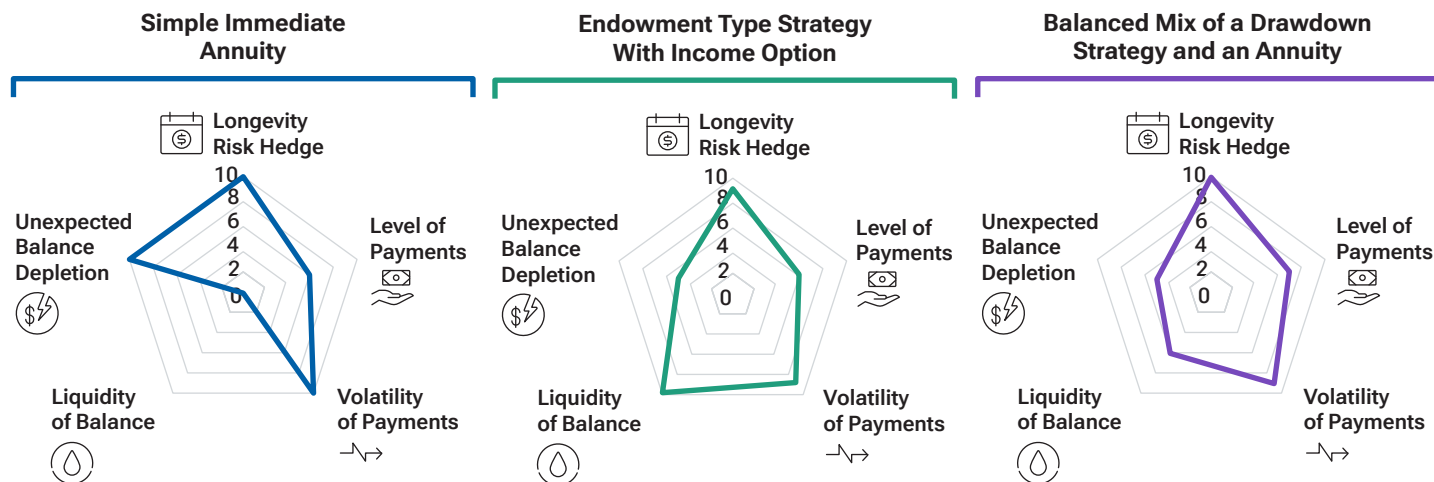 Simple Immediate
Annuity
Longevity
Risk Hedge
$
10
8
6
4
2
0
Unexpected
Balance
Depletion
$
Level of
Payments
Liquidity
of Balance
Volatility
of Payments
Endowment Type Strategy
With Income Option
Longevity
Risk Hedge
$
10
8
6
4
2
0
Unexpected
Balance
Depletion
$
Level of
Payments
Liquidity
of Balance
Volatility
of Payments
Balanced Mix of a Drawdown
Strategy and an Annuity
Longevity
Risk Hedge
$
10
8
6
4
2
0
Unexpected
Balance
Depletion
$
Level of
Payments
Liquidity
of Balance
Volatility
of Payments